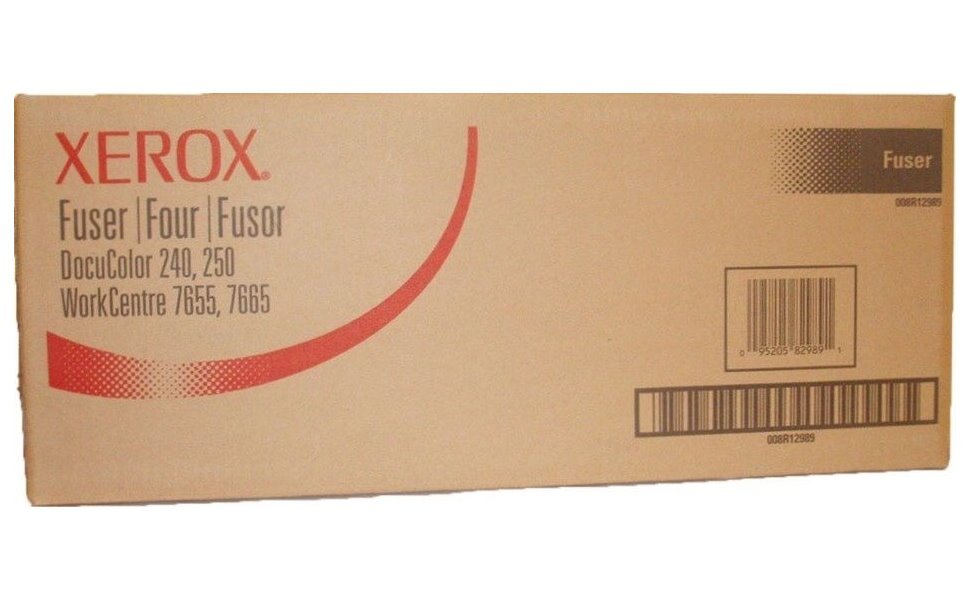 XEROX.
Fuser | Four | Fusor
DocuColor 240, 250
WorkCentre 7655, 7665
Fuser
008R12989
0 95205 82989 1
008R12989